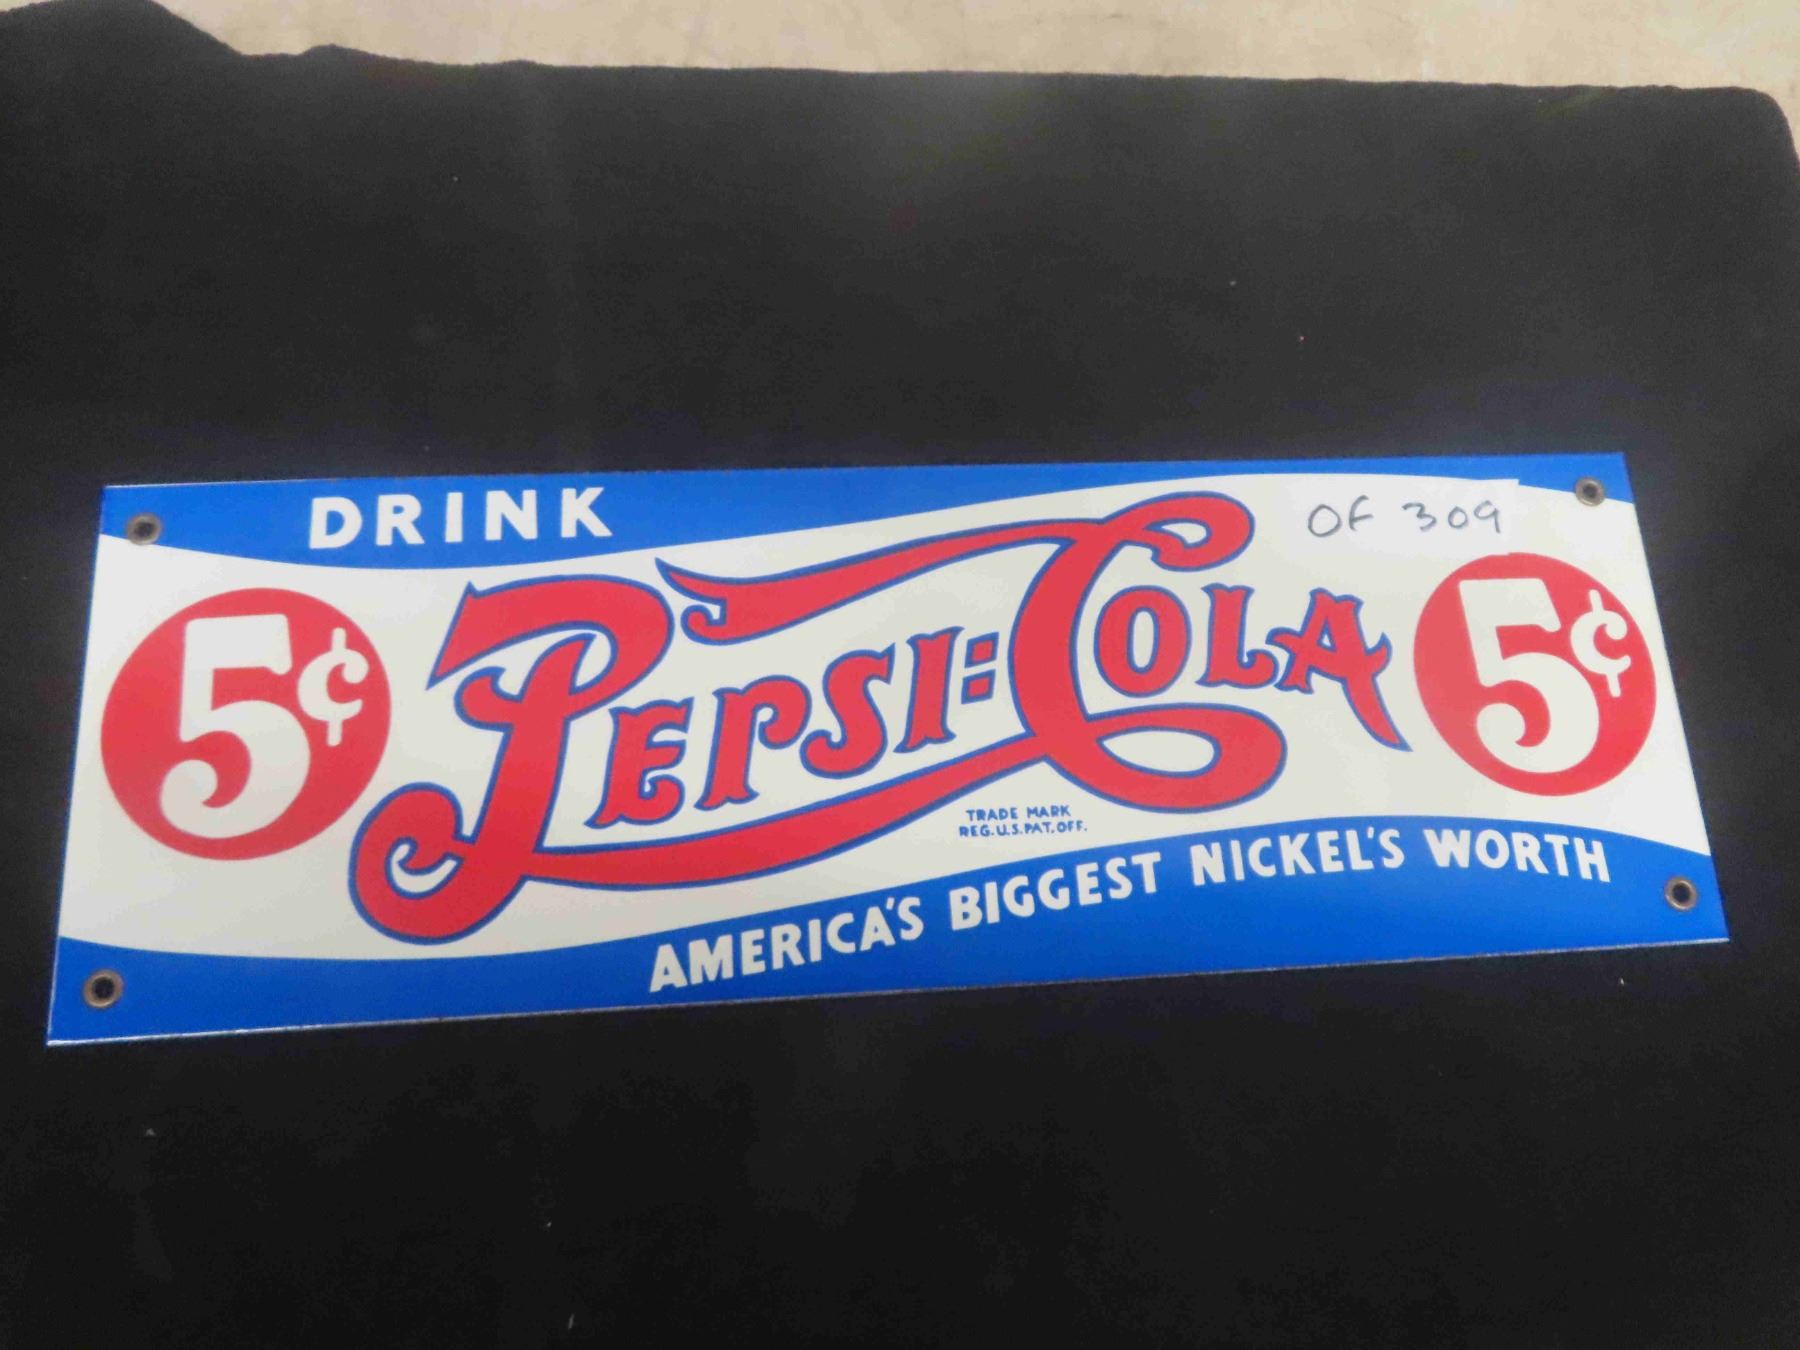 DRINK
OF 309
5¢ PEPSI:COLA 5¢
TRADE MARK
REG.U.S.PAT.OFF.
AMERICA'S BIGGEST NICKEL'S WORTH